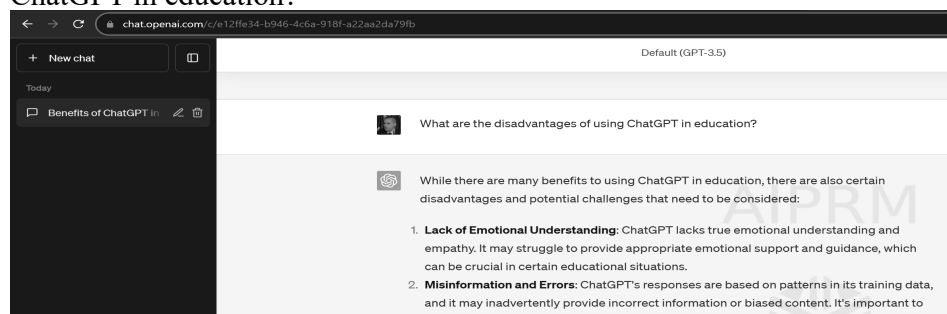 ChatGPT in education?
chat.openai.com/c/e12ffe34-b946-4c6a-918f-a22aa2da79fb
+ New chat
Default (GPT-3.5)
Today
Benefits of ChatGPT in
What are the disadvantages of using ChatGPT in education?
While there are many benefits to using ChatGPT in education, there are also certain
disadvantages and potential challenges that need to be considered:
AIPRM
1. Lack of Emotional Understanding: ChatGPT lacks true emotional understanding and
empathy. It may struggle to provide appropriate emotional support and guidance, which
can be crucial in certain educational situations.
2. Misinformation and Errors: ChatGPT's responses are based on patterns in its training data,
and it may inadvertently provide incorrect information or biased content. It's important to